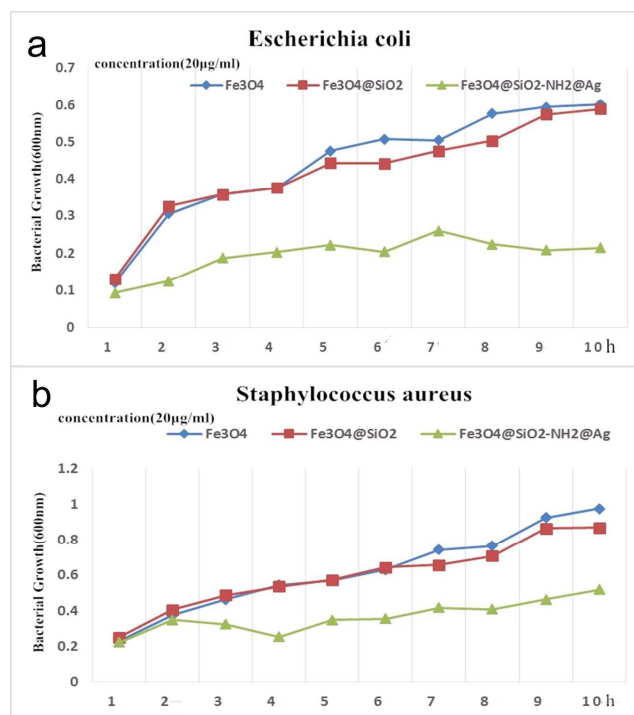 a
Escherichia coli
concentration(20µg/ml)
Fe3O4 Fe3O4@SiO2 Fe3O4@SiO2-NH2@Ag
Bacterial Growth(600nm)
0.7
0.6
0.5
0.4
0.3
0.2
0.1
0
1 2 3 4 5 6 7 8 9 10 h
b
Staphylococcus aureus
concentration(20µg/ml)
Fe3O4 Fe3O4@SiO2 Fe3O4@SiO2-NH2@Ag
Bacterial Growth(600nm)
1.2
1
0.8
0.6
0.4
0.2
0
1 2 3 4 5 6 7 8 9 10 h